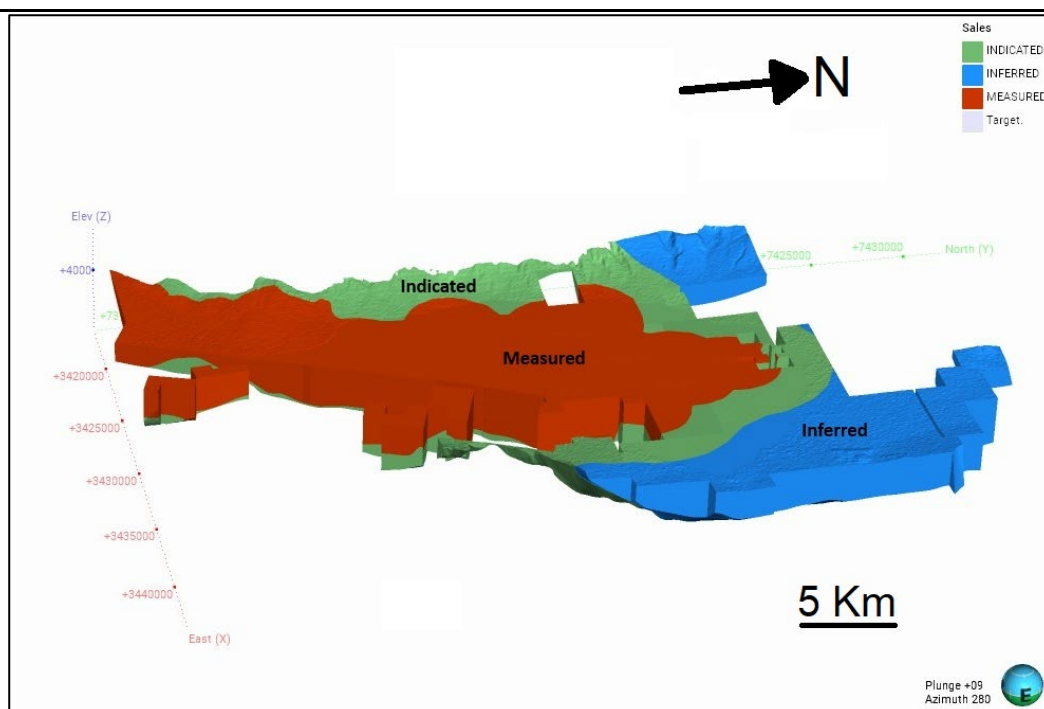 Sales
INDICATED
INFERRED
MEASURED
Target.
N
Elev (Z)
+4000
+7425000
+7430000
North (Y)
Indicated
Measured
Inferred
+3420000
+3425000
+3430000
+3435000
+3440000
East (X)
5 Km
Plunge +09
Azimuth 280
E